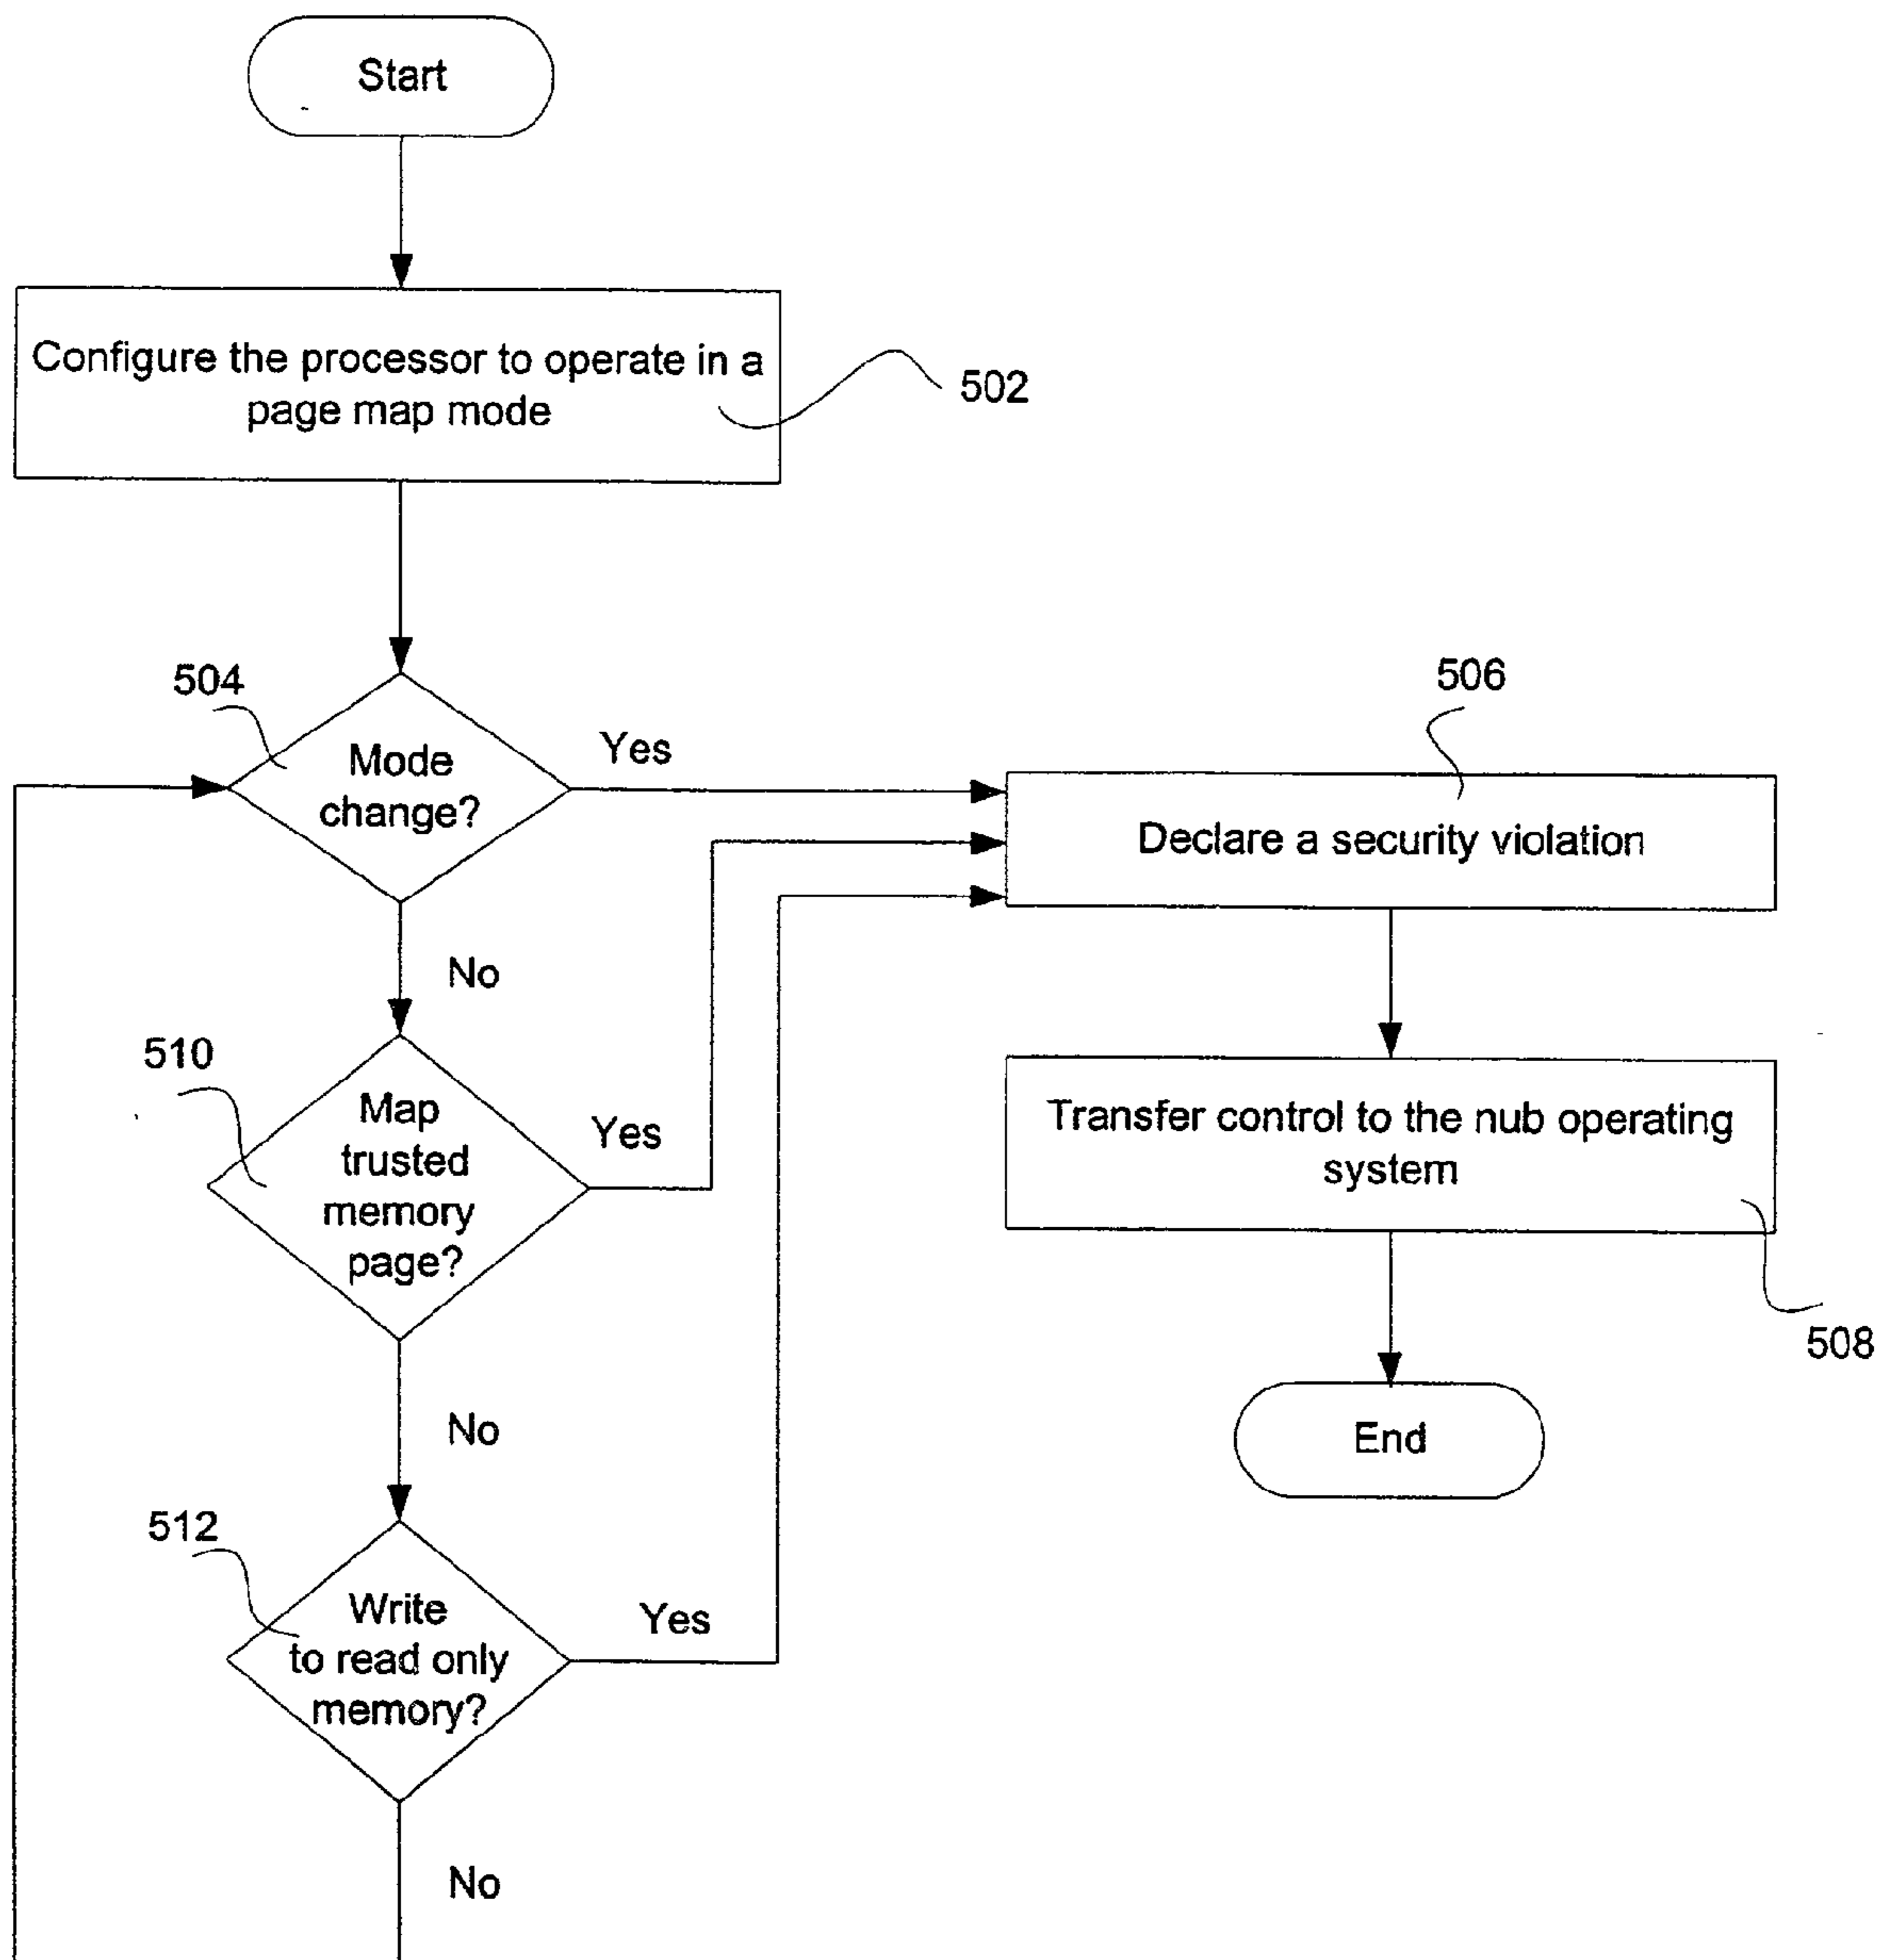 Start
Configure the processor to operate in a
page map mode
502
504
Mode
change?
Yes
506
Declare a security violation
No
510
Map
trusted
memory
page?
Yes
Transfer control to the nub operating
system
508
No
End
512
Write
to read only
memory?
Yes
No